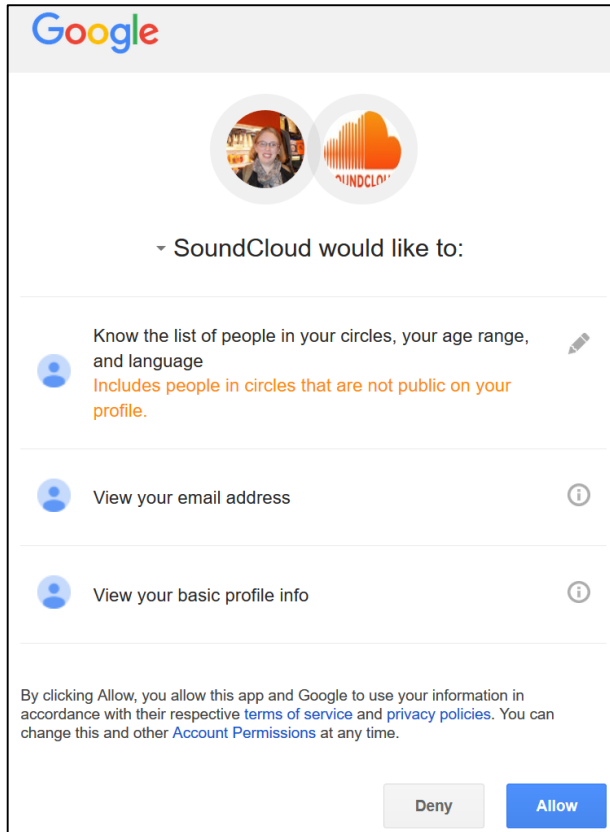 Google
SoundCloud would like to:
Know the list of people in your circles, your age range,
and language
Includes people in circles that are not public on your
profile.
View your email address
View your basic profile info
By clicking Allow, you allow this app and Google to use your information in
accordance with their respective terms of service and privacy policies. You can
change this and other Account Permissions at any time.
Deny Allow